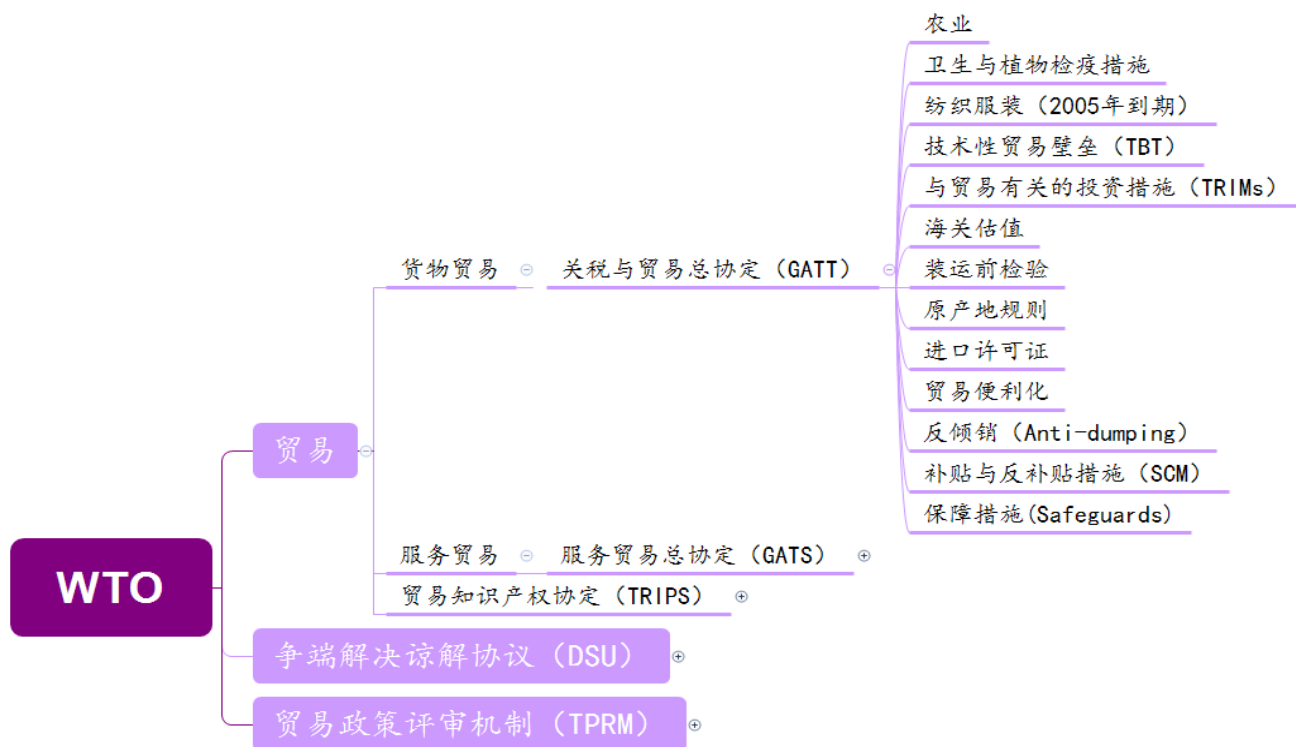 WTO
贸易
货物贸易
关税与贸易总协定（GATT）
农业
卫生与植物检疫措施
纺织服装（2005年到期）
技术性贸易壁垒（TBT）
与贸易有关的投资措施（TRIMs）
海关估值
装运前检验
原产地规则
进口许可证
贸易便利化
反倾销（Anti-dumping）
补贴与反补贴措施（SCM）
保障措施(Safeguards)
服务贸易
服务贸易总协定（GATS）
贸易知识产权协定（TRIPS）
争端解决谅解协议（DSU）
贸易政策评审机制（TPRM）